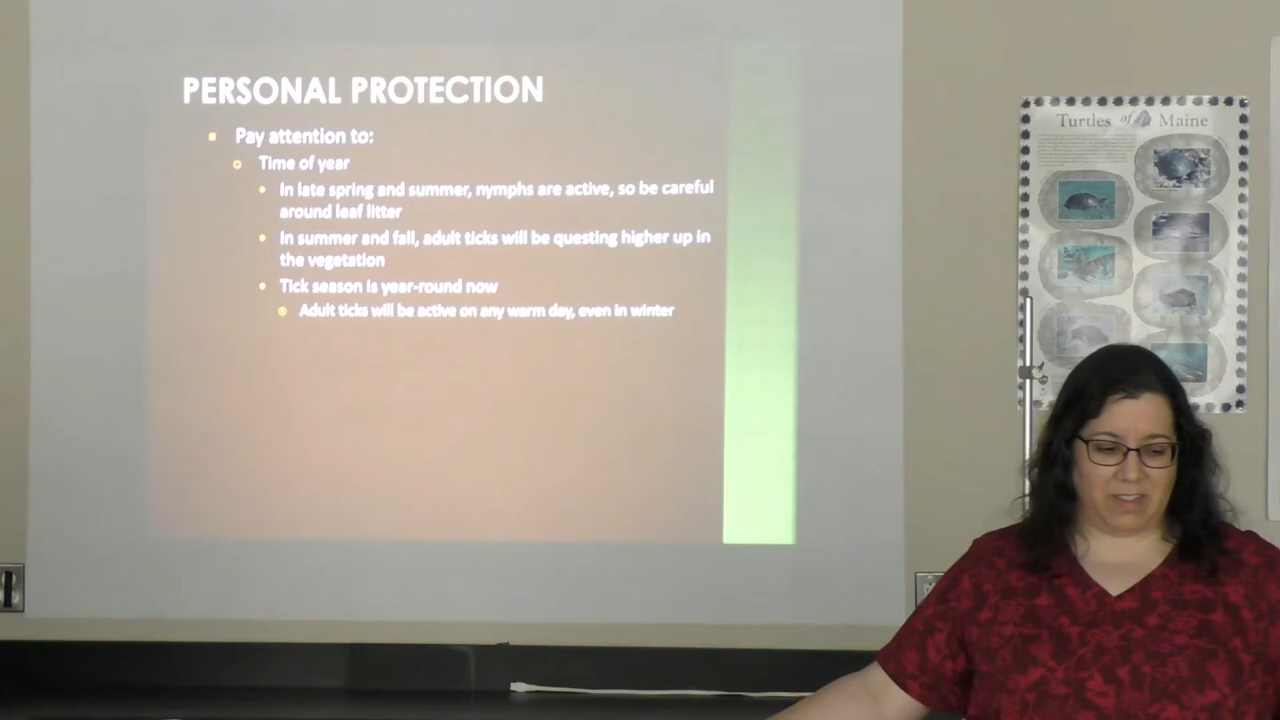 PERSONAL PROTECTION
Pay attention to:
Time of year
In late spring and summer, nymphs are active, so be careful
around leaf litter
In summer and fall, adult ticks will be questing higher up in
the vegetation
Tick season is year-round now
Adult ticks will be active on any warm day, even in winter
Turtles of Maine